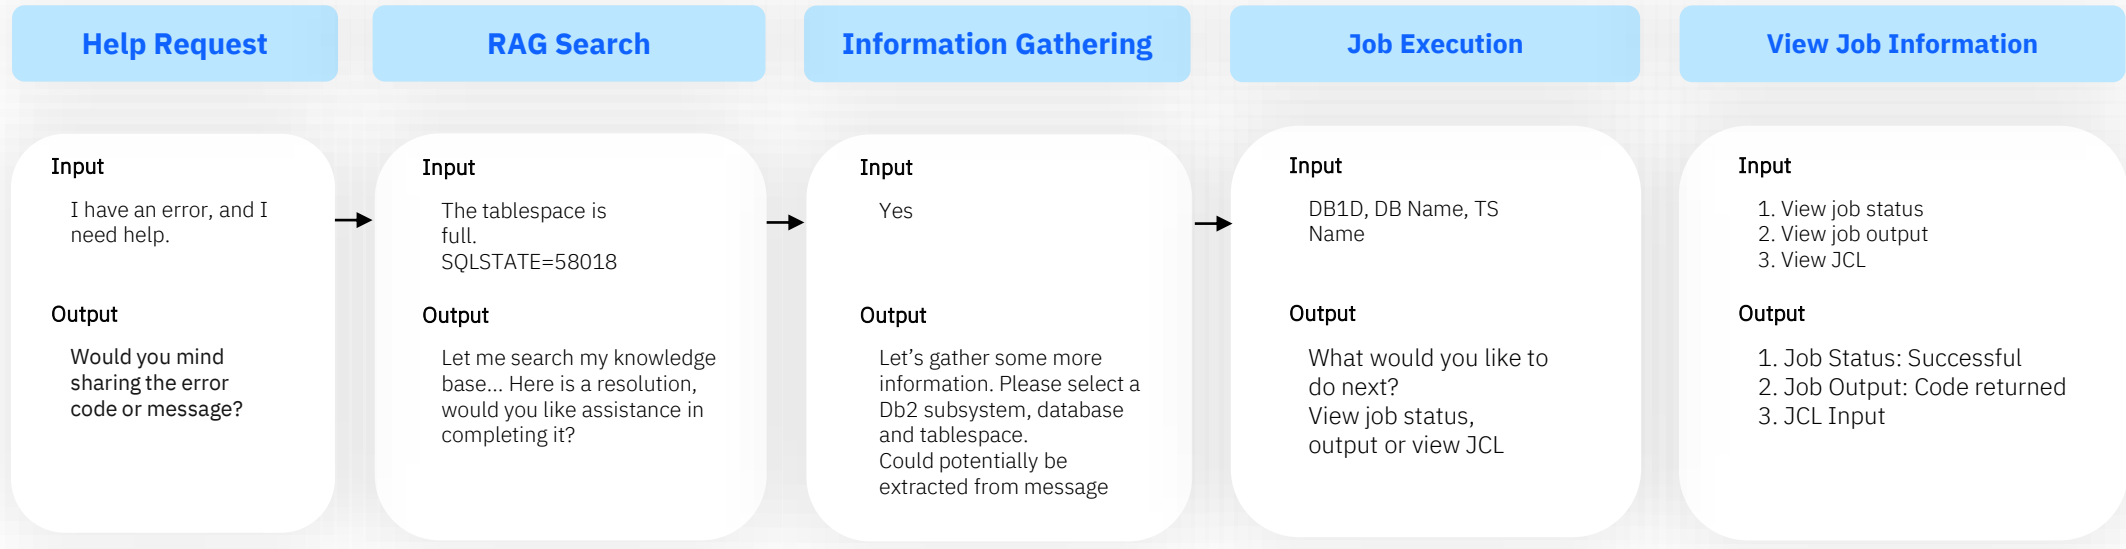 Help Request
RAG Search
Information Gathering
Job Execution
View Job Information
Input
I have an error, and I
need help.
Output
Would you mind
sharing the error
code or message?
Input
The tablespace is
full.
SQLSTATE=58018
Output
Let me search my knowledge
base... Here is a resolution,
would you like assistance in
completing it?
Input
Yes
Output
Let’s gather some more
information. Please select a
Db2 subsystem, database
and tablespace.
Could potentially be
extracted from message
Input
DB1D, DB Name, TS
Name
Output
What would you like to
do next?
View job status,
output or view JCL
Input
1. View job status
2. View job output
3. View JCL
Output
1. Job Status: Successful
2. Job Output: Code returned
3. JCL Input